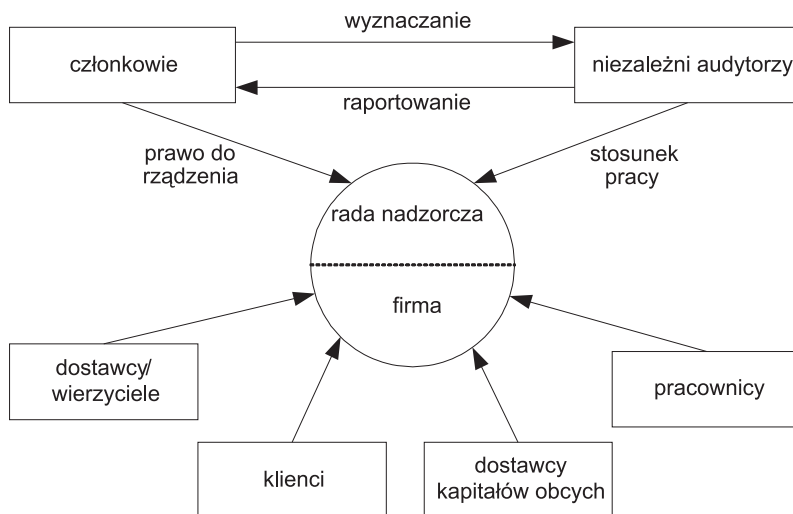 wyznaczanie
członkowie
niezależni audytorzy
raportowanie
prawo do
rządzenia
stosunek
pracy
rada nadzorcza
firma
dostawcy/
wierzyciele
pracownicy
klienci
dostawcy
kapitałów obcych